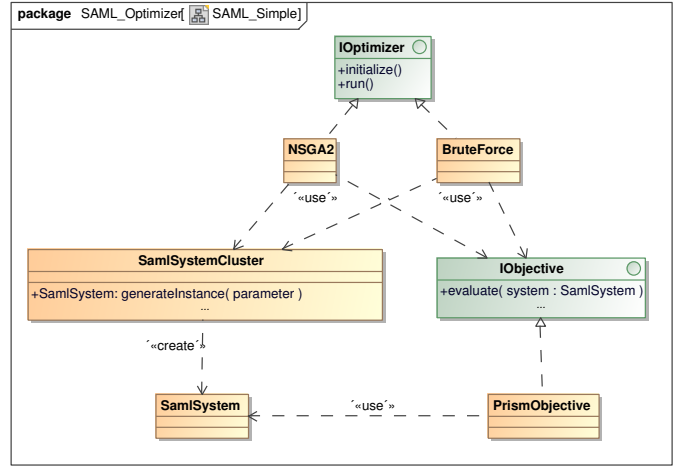 package SAML_Optimizer[ SAML_Simple]
IOptimizer
+initialize()
+run()
NSGA2
BruteForce
´«use´»
´«use´»
SamlSystemCluster
+SamlSystem: generateInstance( parameter )
...
IObjective
+evaluate( system : SamlSystem )
...
´«create´»
SamlSystem
´«use´»
PrismObjective